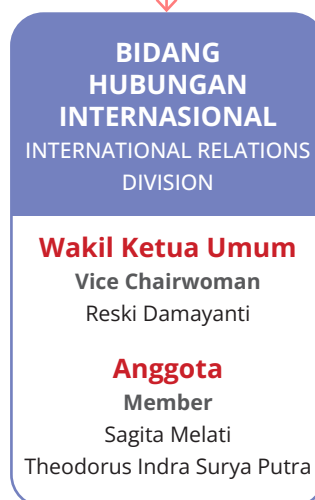 BIDANG
HUBUNGAN
INTERNASIONAL
INTERNATIONAL RELATIONS
DIVISION
Wakil Ketua Umum
Vice Chairwoman
Reski Damayanti
Anggota
Member
Sagita Melati
Theodorus Indra Surya Putra